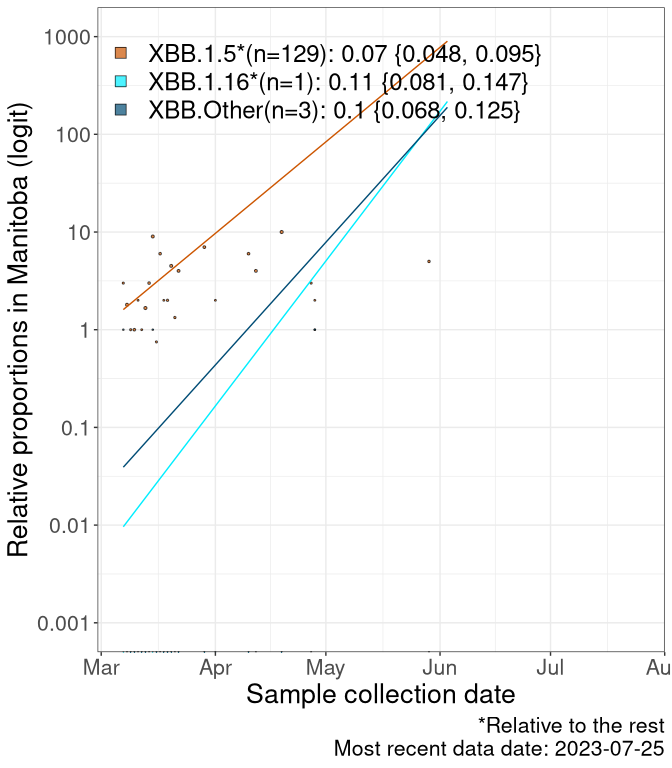 XBB.1.5*(n=129): 0.07 {0.048, 0.095}
XBB.1.16*(n=1): 0.11 {0.081, 0.147}
XBB.Other(n=3): 0.1 {0.068, 0.125}
Relative proportions in Manitoba (logit)
1000
100
10
1
0.1
0.01
0.001
Mar Apr May Jun Jul Au
Sample collection date
*Relative to the rest
Most recent data date: 2023-07-25